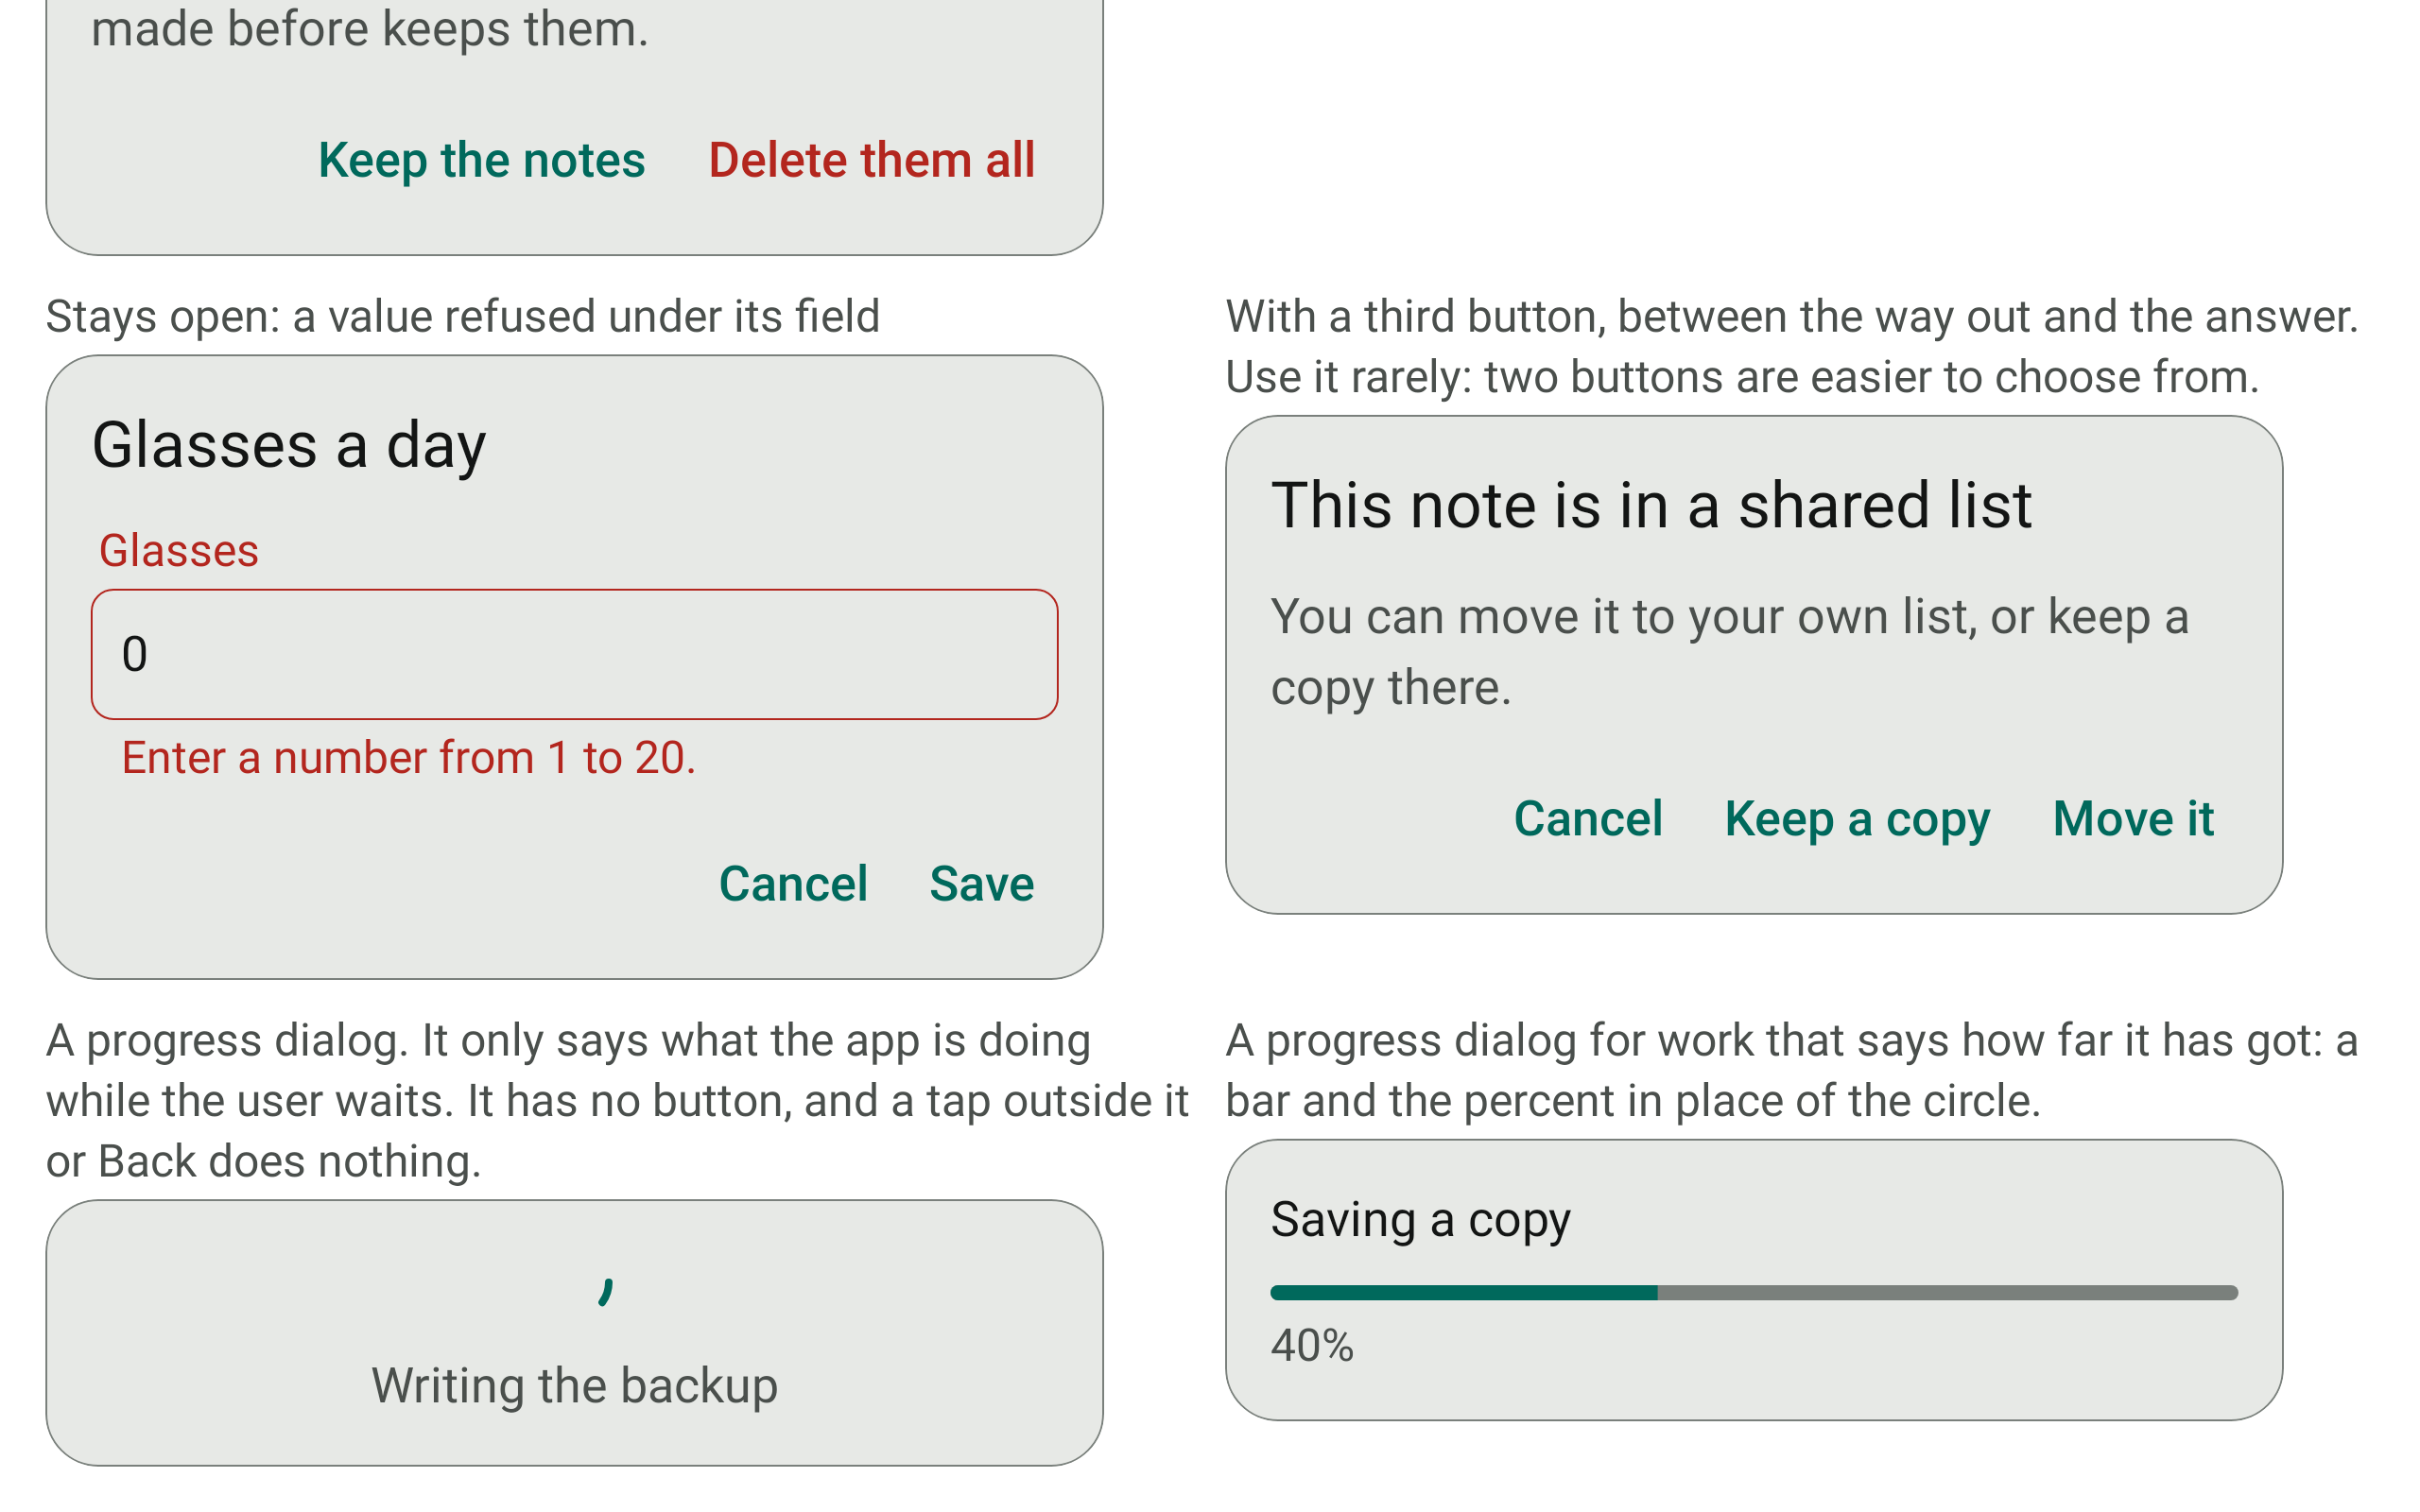 made before keeps them.
Keep the notes Delete them all
Stays open: a value refused under its field
Glasses a day
Glasses
0
Enter a number from 1 to 20.
Cancel Save
With a third button, between the way out and the answer.
Use it rarely: two buttons are easier to choose from.
This note is in a shared list
You can move it to your own list, or keep a
copy there.
Cancel Keep a copy Move it
A progress dialog. It only says what the app is doing
while the user waits. It has no button, and a tap outside it
or Back does nothing.
Writing the backup
A progress dialog for work that says how far it has got: a
bar and the percent in place of the circle.
Saving a copy
40%